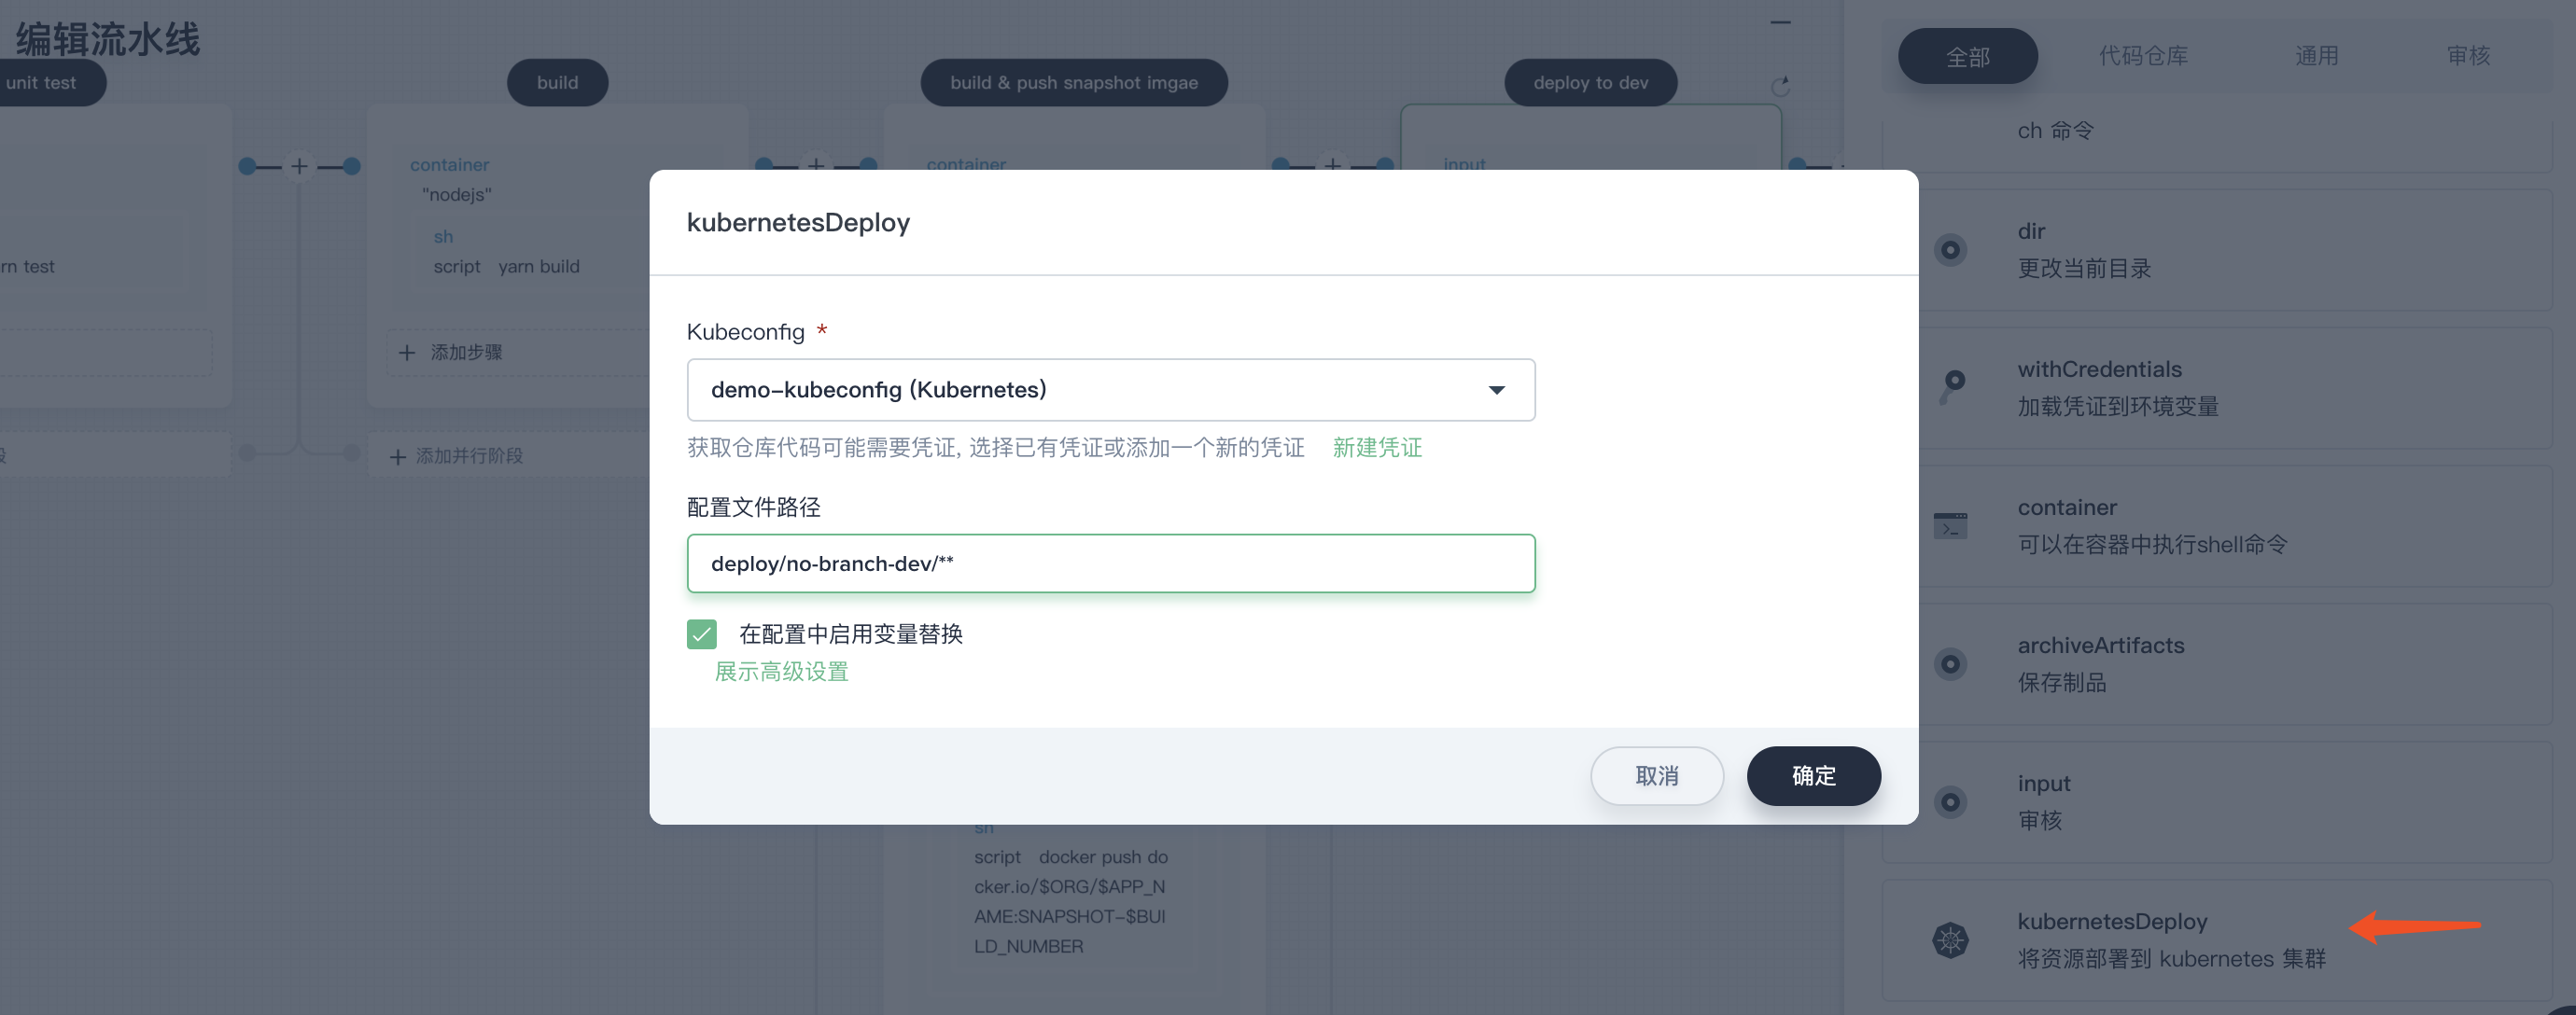 编辑流水线
unit test
build
build & push snapshot imgae
deploy to dev
全部
代码仓库
通用
审核
container
"nodejs"
sh
script yarn build
rn test
添加步骤
添加并行阶段
段
container
input
kubernetesDeploy
Kubeconfig *
demo-kubeconfig (Kubernetes)
获取仓库代码可能需要凭证, 选择已有凭证或添加一个新的凭证 新建凭证
配置文件路径
deploy/no-branch-dev/**
在配置中启用变量替换
展示高级设置
取消
确定
sh
script docker push do
cker.io/$ORG/$APP_N
AME:SNAPSHOT-$BUI
LD_NUMBER
ch 命令
dir
更改当前目录
withCredentials
加载凭证到环境变量
container
可以在容器中执行shell命令
archiveArtifacts
保存制品
input
审核
kubernetesDeploy
将资源部署到 kubernetes 集群